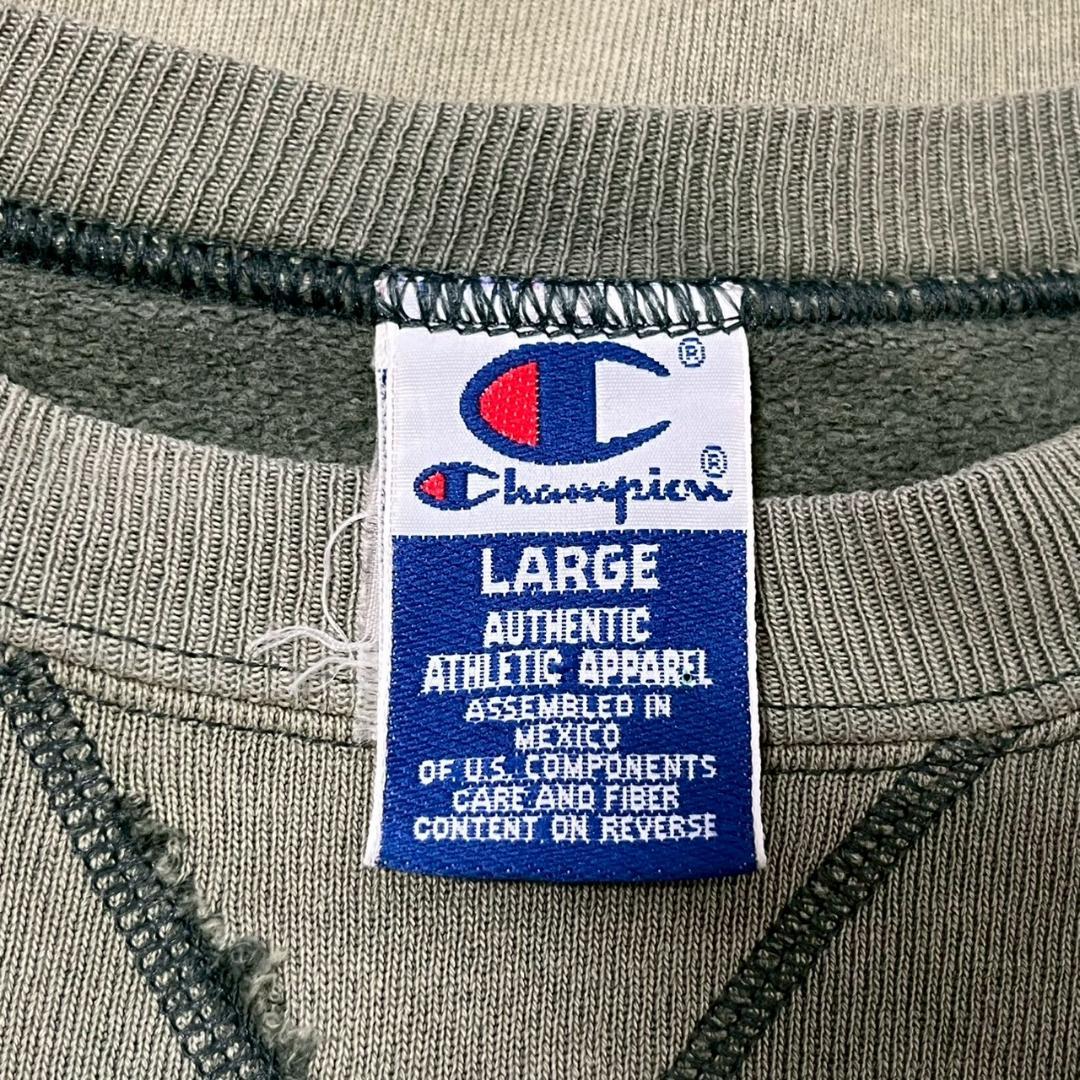 ®
Champion®
LARGE
AUTHENTIC
ATHLETIC APPAREL
ASSEMBLED IN
MEXICO
OF U.S. COMPONENTS
CARE AND FIBER
CONTENT ON REVERSE